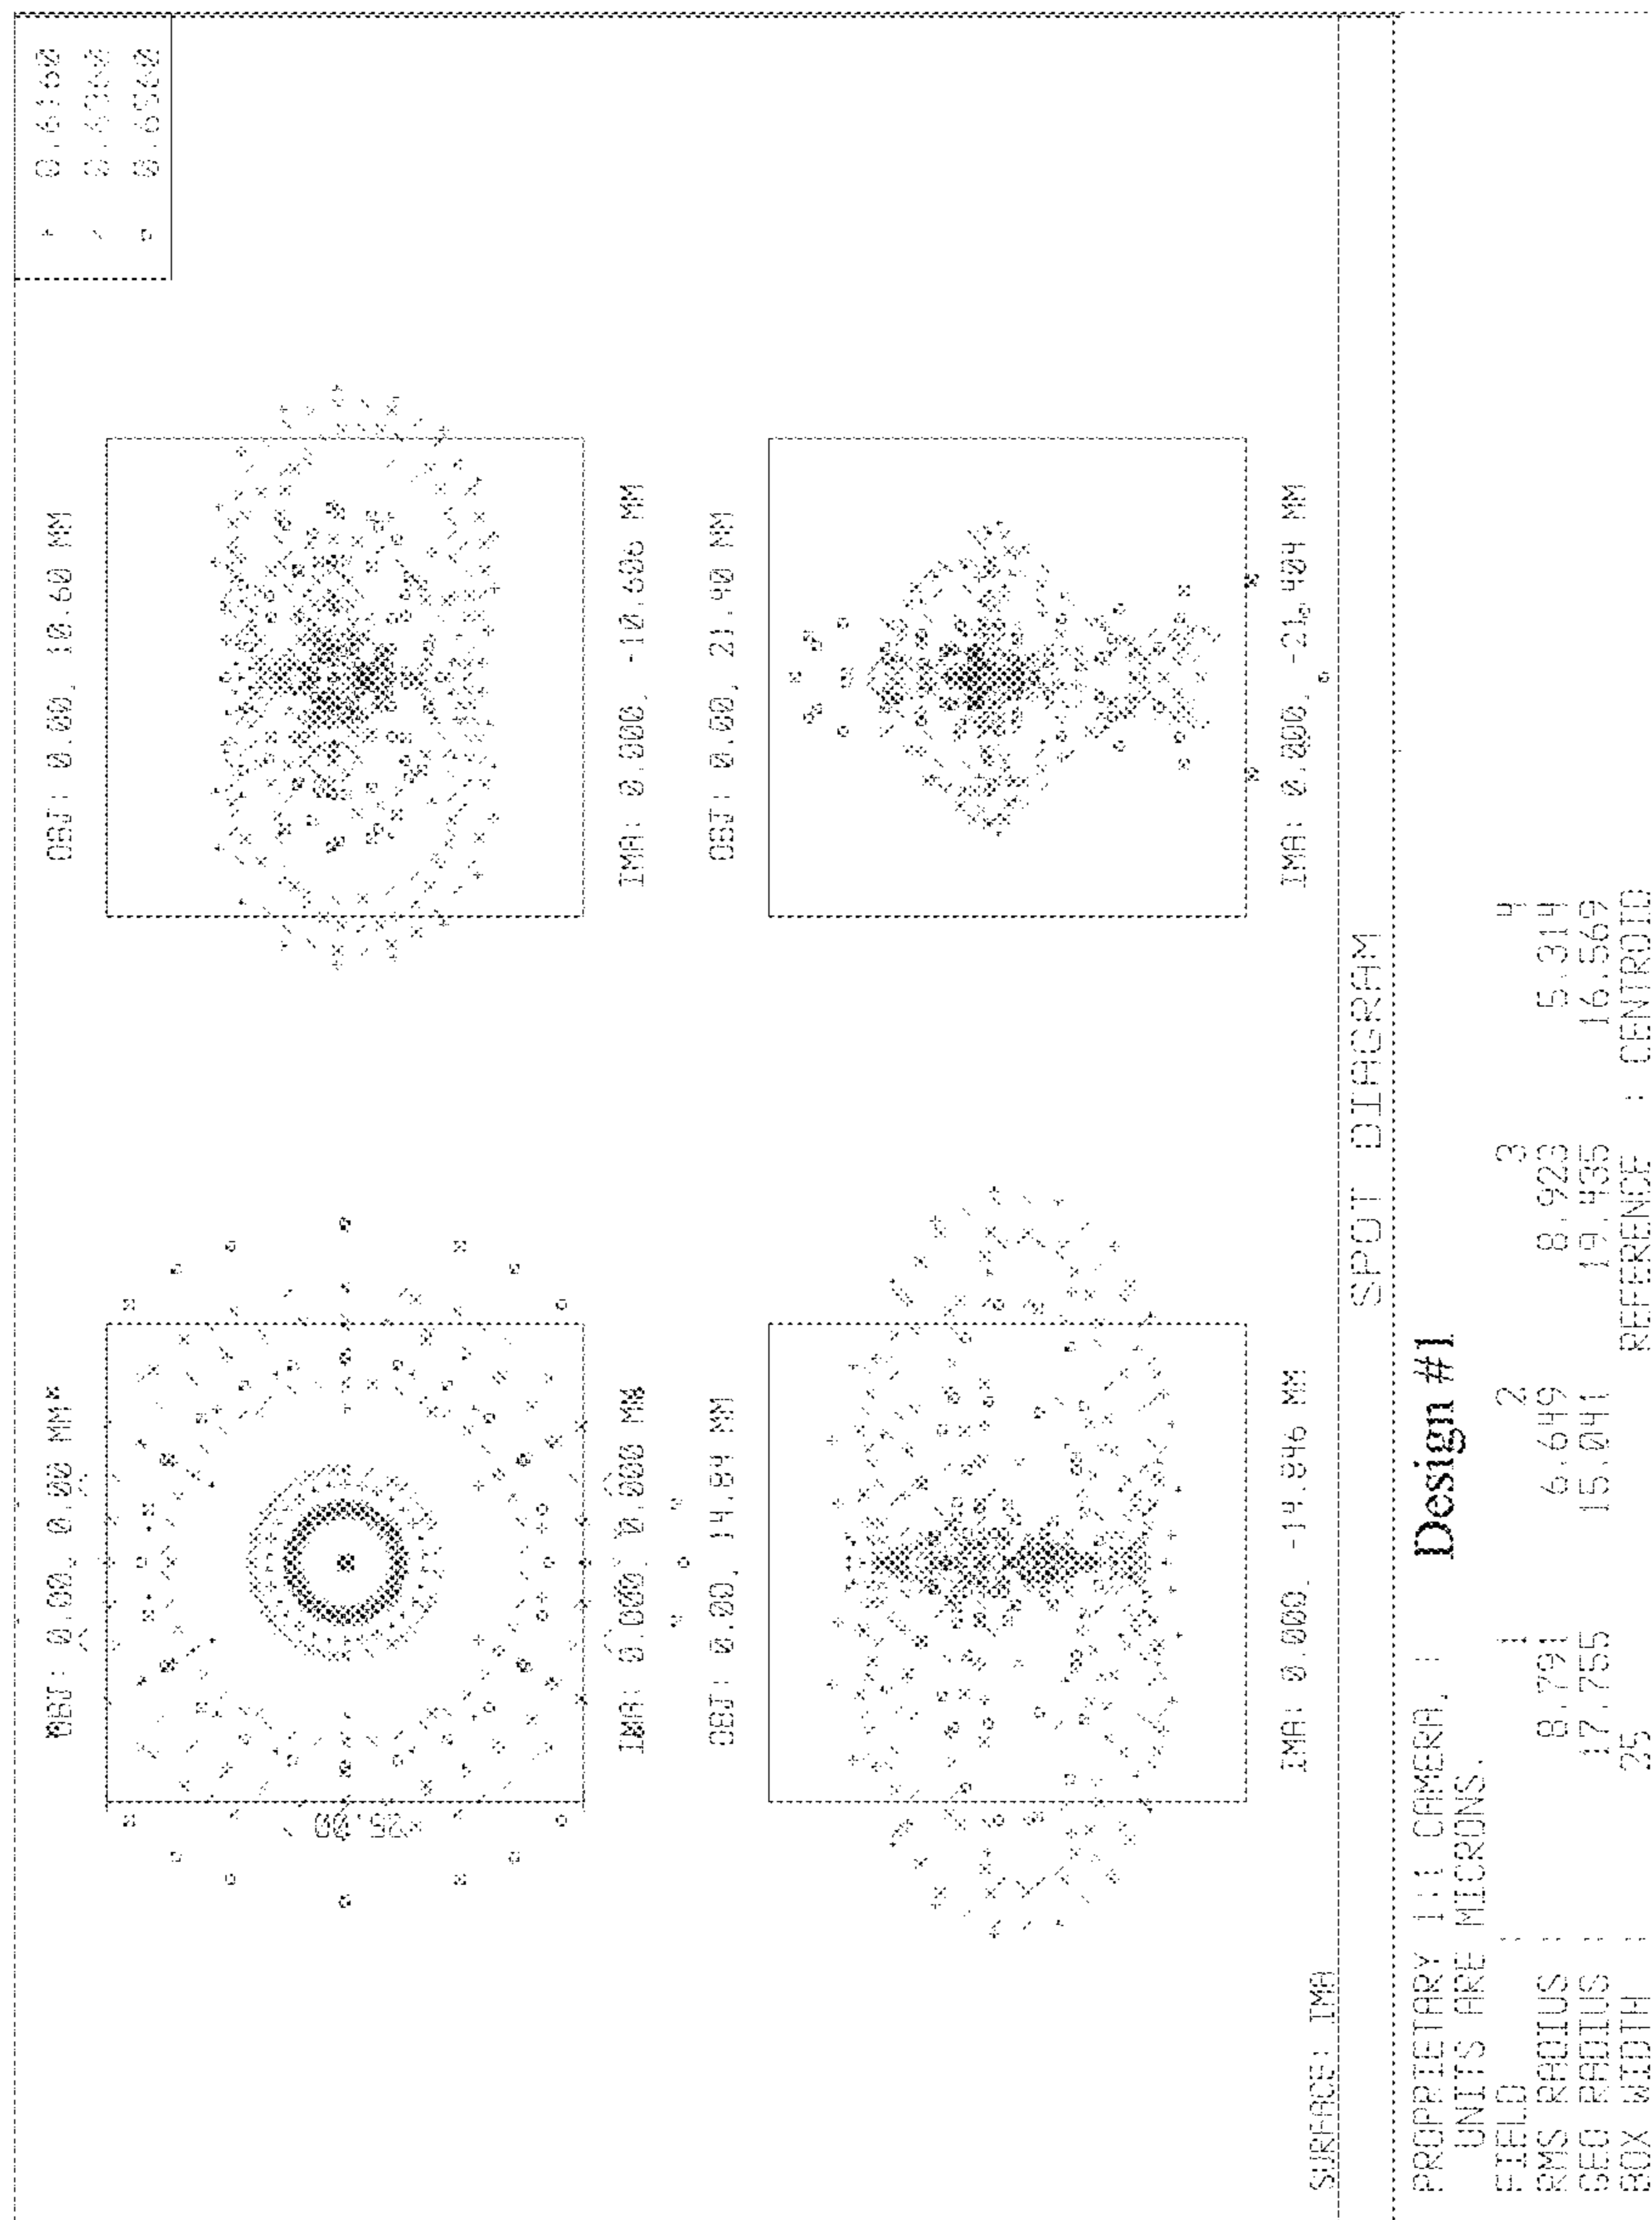 + 0.6160
0.6360
0.6560
OBJ: 0.00, 0.00 MM
OBJ: 0.00, 10.60 MM
25.00
IMA: 0.000, 0.000 MM
IMA: 0.000, -10.606 MM
OBJ: 0.00, 14.84 MM
OBJ: 0.00, 21.40 MM
IMA: 0.000, -14.846 MM
IMA: 0.000, -21.404 MM
SURFACE: IMA
SPOT DIAGRAM
PROPRIETARY 1:1 CAMERA, : Design #1
UNITS ARE MICRONS.
FIELD : 1 2 3 4
RMS RADIUS : 8.791 6.649 8.923 5.314
GEO RADIUS : 17.755 15.041 19.435 16.569
BOX WIDTH : 25 REFERENCE : CENTROID